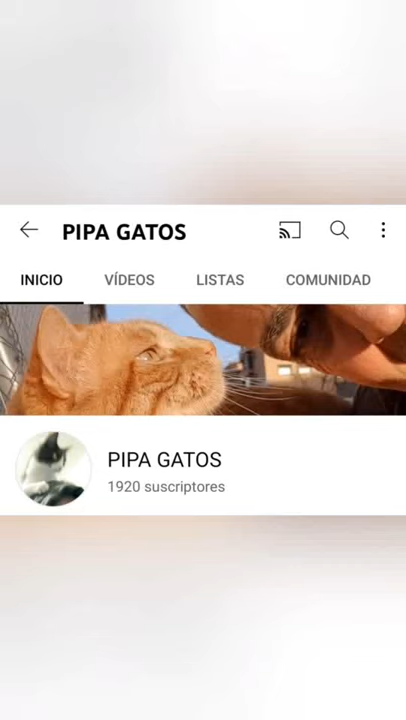 PIPA GATOS
INICIO VÍDEOS LISTAS COMUNIDAD
PIPA GATOS
1920 suscriptores